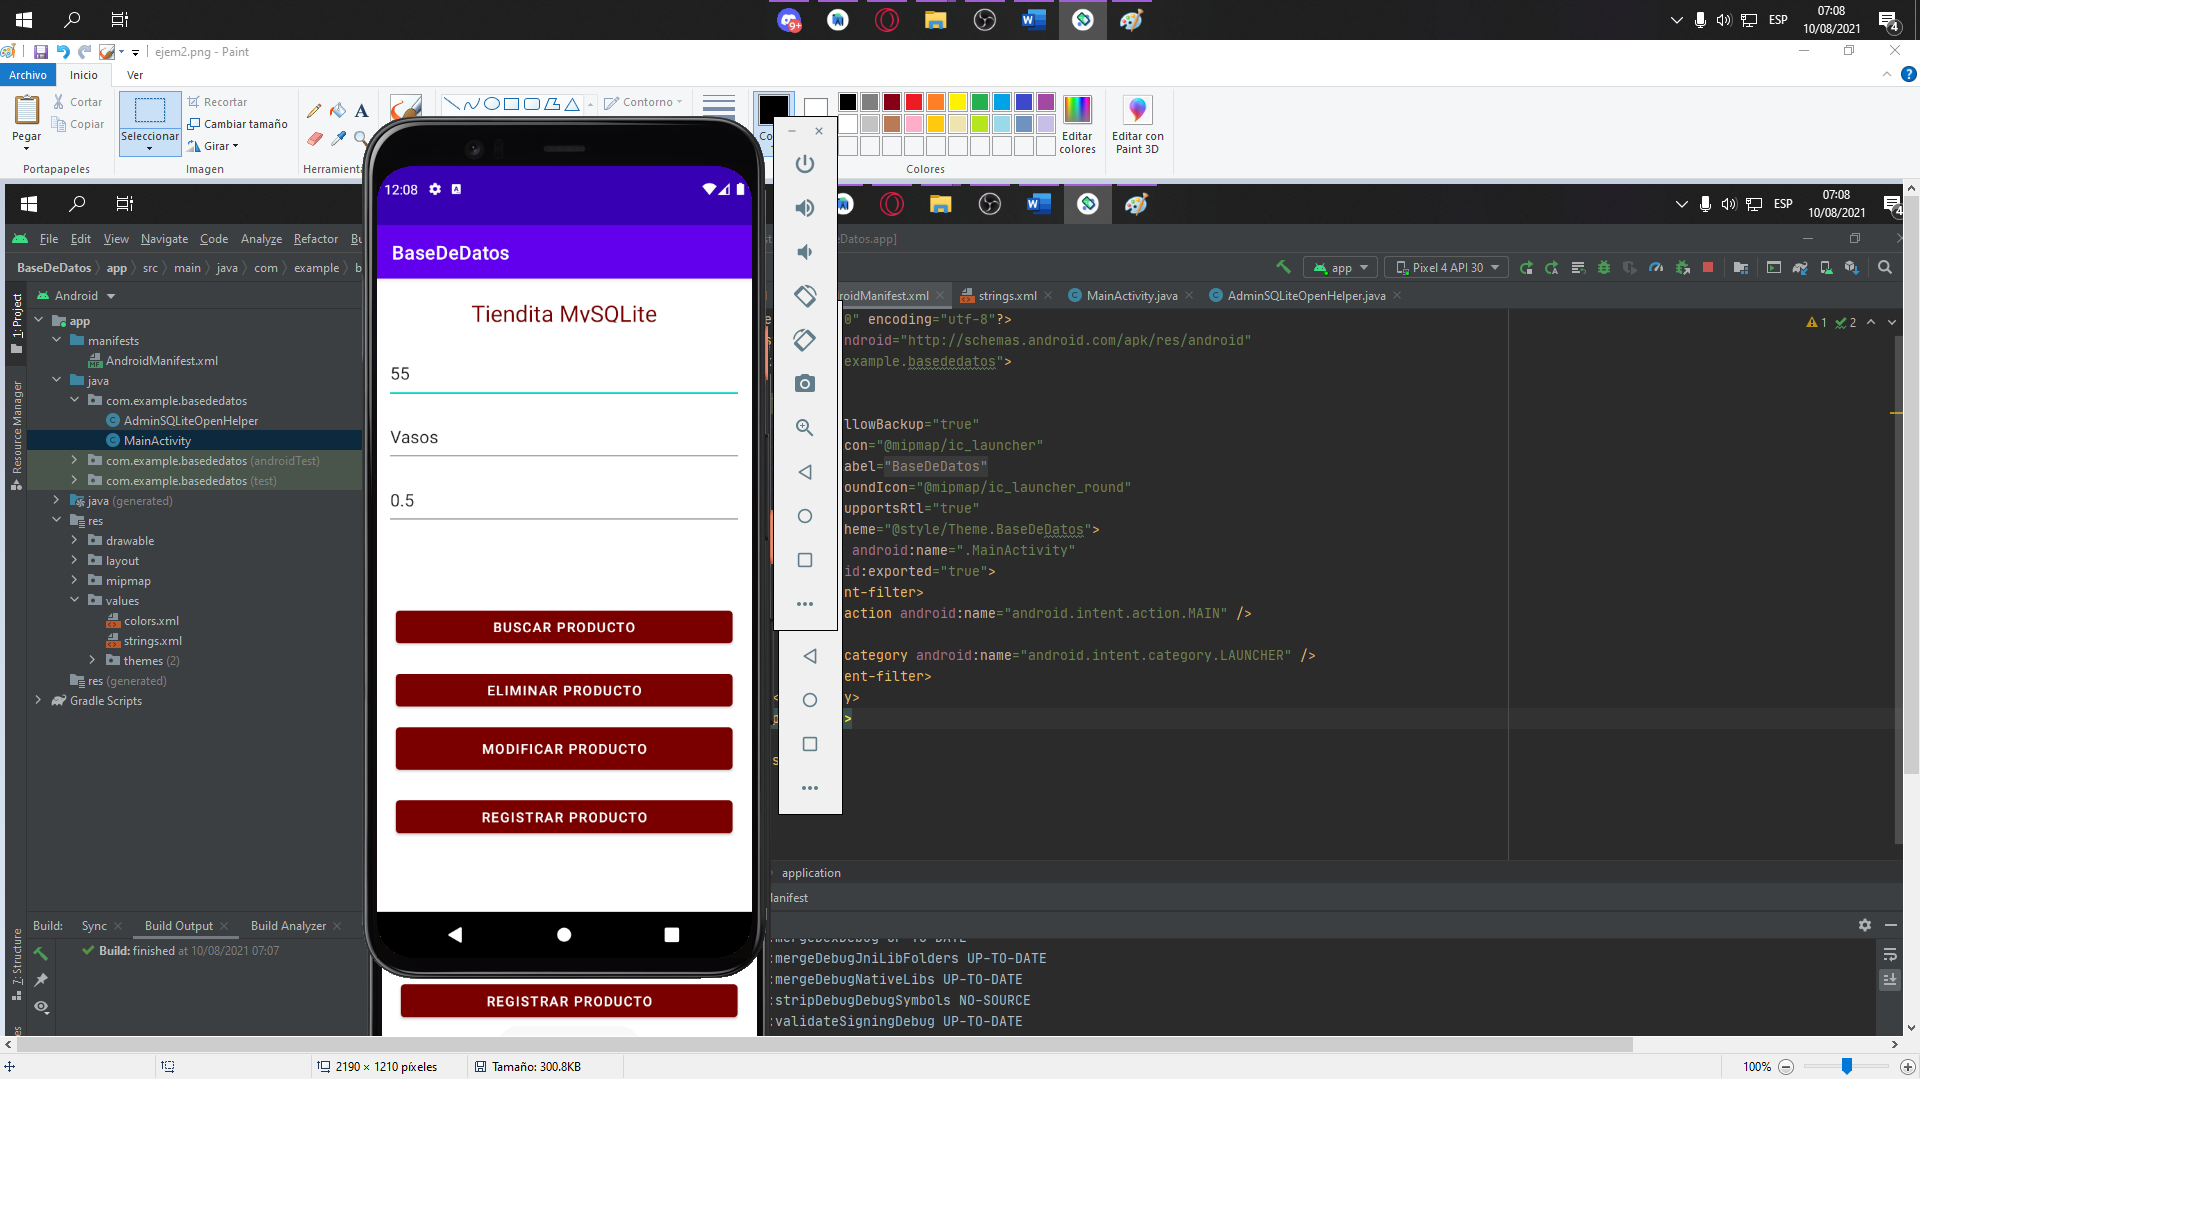 ESP
07:08
10/08/2021
4
9+
ejem2.png - Paint
Archivo
Inicio
Ver
Pegar
Cortar
Copiar
Portapapeles
Seleccionar
Recortar
Cambiar tamaño
Girar
Imagen
A
Contorno
Colores
Editar
colores
Editar con
Paint 3D
ESP
07:08
10/08/2021
4
File Edit View Navigate Code Analyze Refactor
BaseDeDatos app src main java com example
app
Pixel 4 API 30
1: Project
Android
AndroidManifest.xml
strings.xml
MainActivity.java
AdminSQLiteOpenHelper.java
app
manifests
AndroidManifest.xml
java
com.example.basededatos
AdminSQLiteOpenHelper
MainActivity
com.example.basededatos (androidTest)
com.example.basededatos (test)
java (generated)
res
drawable
layout
mipmap
values
colors.xml
strings.xml
themes (2)
res (generated)
Gradle Scripts
Resource Manager
7: Structure
12:08
BaseDeDatos
Tiendita MySQLite
55
Vasos
0.5
BUSCAR PRODUCTO
ELIMINAR PRODUCTO
MODIFICAR PRODUCTO
REGISTRAR PRODUCTO
REGISTRAR PRODUCTO
encoding="utf-8"?>
ndroid="http://schemas.android.com/apk/res/android"
example.basededatos">
llowBackup="true"
con="@mipmap/ic_launcher"
abel="BaseDeDatos"
oundIcon="@mipmap/ic_launcher_round"
upportsRtl="true"
heme="@style/Theme.BaseDeDatos">
android:name=".MainActivity"
id:exported="true">
nt-filter>
action android:name="android.intent.action.MAIN" />
category android:name="android.intent.category.LAUNCHER" />
ent-filter>
y>
>
1
2
application
Build: Sync Build Output Build Analyzer
Build: finished at 10/08/2021 07:07
:mergeDexDebug UP-TO-DATE
:mergeDebugJniLibFolders UP-TO-DATE
:mergeDebugNativeLibs UP-TO-DATE
:stripDebugDebugSymbols NO-SOURCE
:validateSigningDebug UP-TO-DATE
2190 × 1210 píxeles
Tamaño: 300.8KB
100%